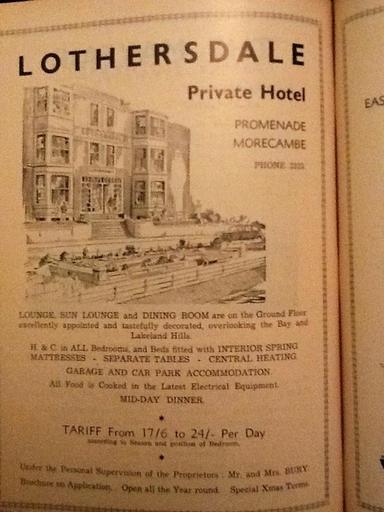 LOTHERSDALE
Private Hotel
PROMENADE
MORECAMBE
PHONE
LOUNGE, SUN LOUNGE and DINING ROOM are on the Ground Floor
excellently appointed and tastefully decorated, overlooking the Bay and
Lakeland Hills.
H. & C. in ALL Bedrooms, and Beds fitted with INTERIOR SPRING
MATTRESSES - SEPARATE TABLES - CENTRAL HEATING.
GARAGE AND CAR PARK ACCOMMODATION.
All Food is Cooked in the Latest Electrical Equipment.
MID-DAY DINNER.
TARIFF From 17/6 to 24/- Per Day
according to Season and position of Bedroom.
Under the Personal Supervision of the Proprietors : Mr. and Mrs. BURY
Brochure on Application. Open all the Year round. Special Xmas Terms
EAS